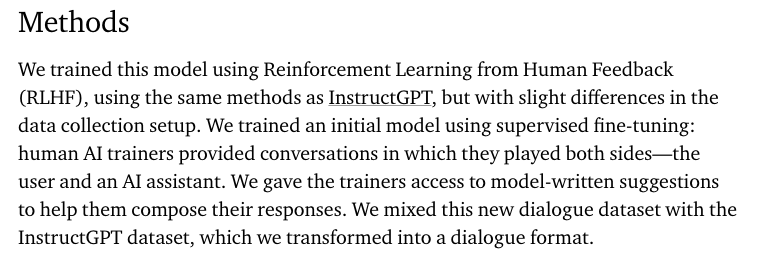 Methods
We trained this model using Reinforcement Learning from Human Feedback
(RLHF), using the same methods as InstructGPT, but with slight differences in the
data collection setup. We trained an initial model using supervised fine-tuning:
human AI trainers provided conversations in which they played both sides—the
user and an AI assistant. We gave the trainers access to model-written suggestions
to help them compose their responses. We mixed this new dialogue dataset with the
InstructGPT dataset, which we transformed into a dialogue format.